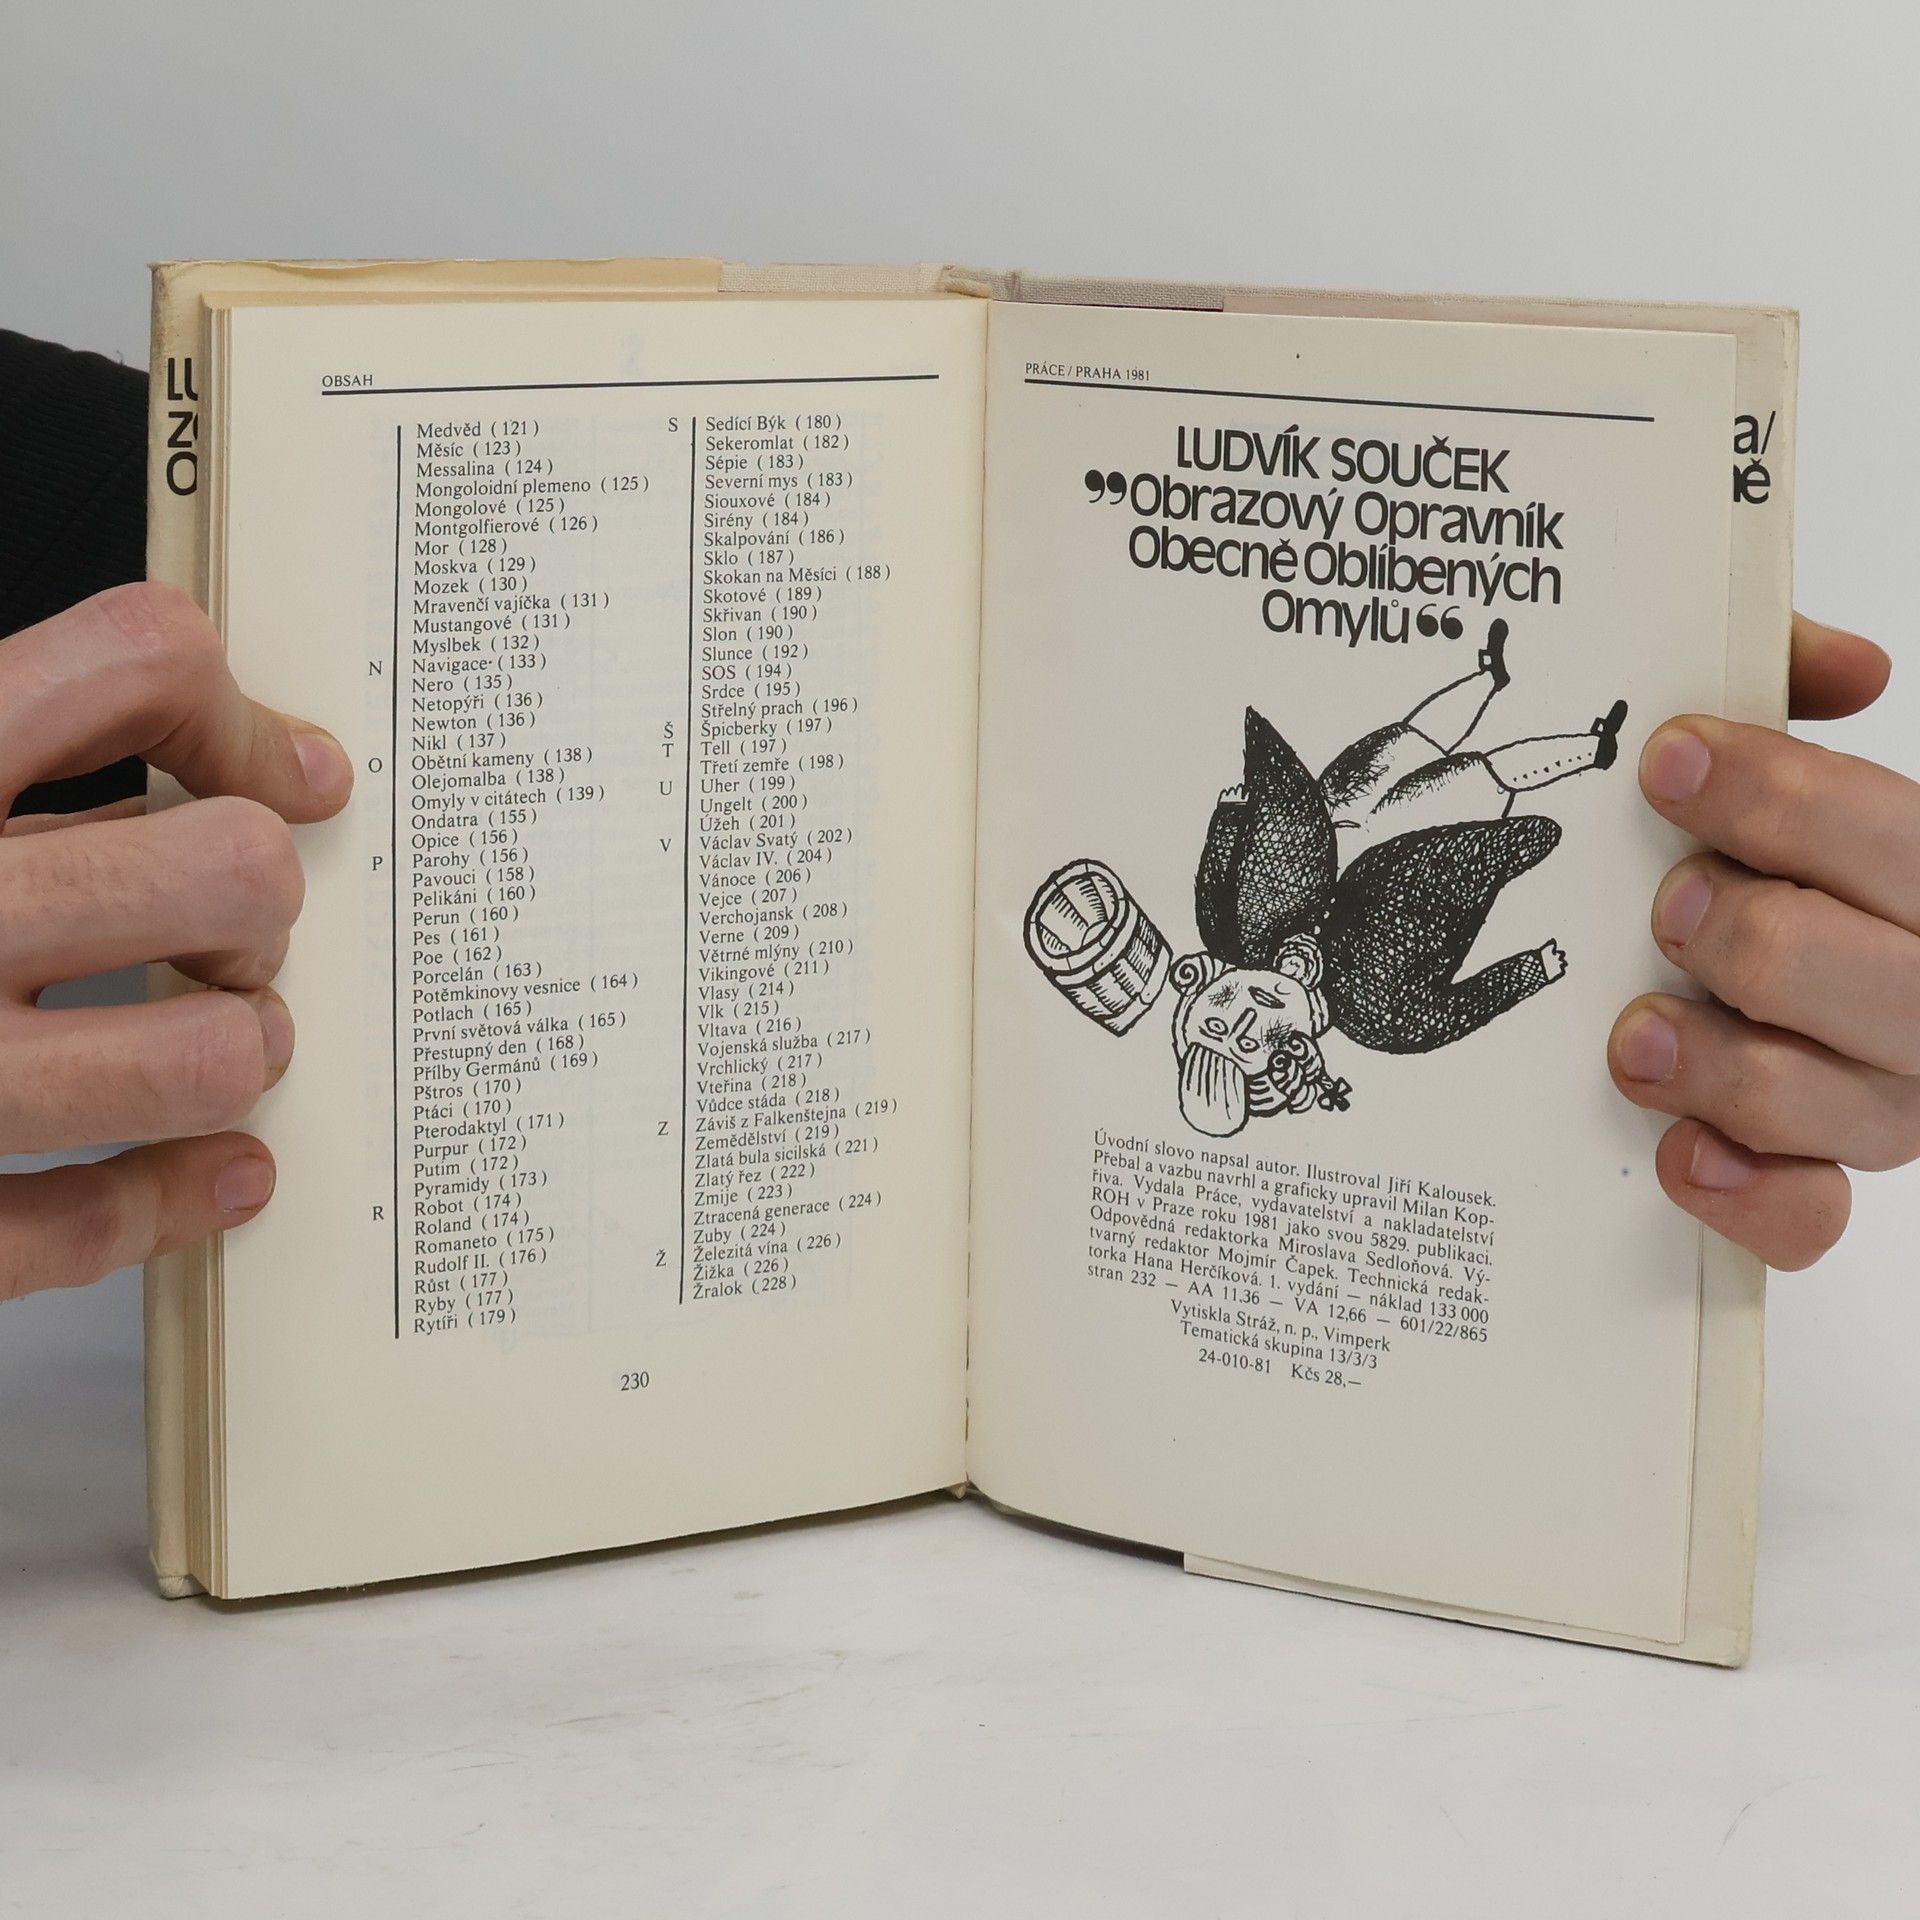 OBSAH
Medvěd (121)
Měsíc (123)
Messalina (124)
Mongoloidní plemeno (125)
Mongolové (125)
Montgolfierové (126)
Mor (128)
Moskva (129)
Mozek (130)
Mravenčí vajíčka (131)
Mustangové (131)
Myslbek (132)
N Navigace (133)
Nero (135)
Netopýři (136)
Newton (136)
Nikl (137)
O Obětní kameny (138)
Olejomalba (138)
Omyly v citátech (139)
Ondatra (155)
Opice (156)
P Parohy (156)
Pavouci (158)
Pelikáni (160)
Perun (160)
Pes (161)
Poe (162)
Porcelán (163)
Potěmkinovy vesnice (164)
Potlach (165)
První světová válka (165)
Přestupný den (168)
Přílby Germánů (169)
Pštros (170)
Ptáci (170)
Pterodaktyl (171)
Purpur (172)
Putim (172)
Pyramidy (173)
R Robot (174)
Roland (174)
Romaneto (175)
Rudolf II. (176)
Růst (177)
Ryby (177)
Rytíři (179)
S Sedící Býk (180)
Sekeromlat (182)
Sépie (183)
Severní mys (183)
Siouxové (184)
Sirény (184)
Skalpování (186)
Sklo (187)
Skokan na Měsíci (188)
Skotové (189)
Skřivan (190)
Slon (190)
Slunce (192)
SOS (194)
Srdce (195)
Střelný prach (196)
Š Špicberky (197)
T Tell (197)
Třetí zemře (198)
U Uher (199)
Ungelt (200)
Úžeh (201)
V Václav Svatý (202)
Václav IV. (204)
Vánoce (206)
Vejce (207)
Verchojansk (208)
Verne (209)
Větrné mlýny (210)
Vikingové (211)
Vlasy (214)
Vlk (215)
Vltava (216)
Vojenská služba (217)
Vrchlický (217)
Vteřina (218)
Vůdce stáda (218)
Z Záviš z Falkenštejna (219)
Zemědělství (219)
Zlatá bula sicilská (221)
Zlatý řez (222)
Zmije (223)
Ztracená generace (224)
Zuby (224)
Ž Železitá vína (226)
Žižka (226)
Žralok (228)
230
PRÁCE / PRAHA 1981
LUDVÍK SOUČEK
❞Obrazový Opravník
Obecně Oblíbených
Omylů❝
Úvodní slovo napsal autor. Ilustroval Jiří Kalousek.
Přebal a vazbu navrhl a graficky upravil Milan Kop-
řiva. Vydala Práce, vydavatelství a nakladatelství
ROH v Praze roku 1981 jako svou 5829. publikaci.
Odpovědná redaktorka Miroslava Sedloňová. Vý-
tvarný redaktor Mojmír Čapek. Technická redak-
torka Hana Herčíková. 1. vydání — náklad 133 000
stran 232 — AA 11,36 — VA 12,66 — 601/22/865
Vytiskla Stráž, n. p., Vimperk
Tematická skupina 13/3/3
24-010-81 Kčs 28,—